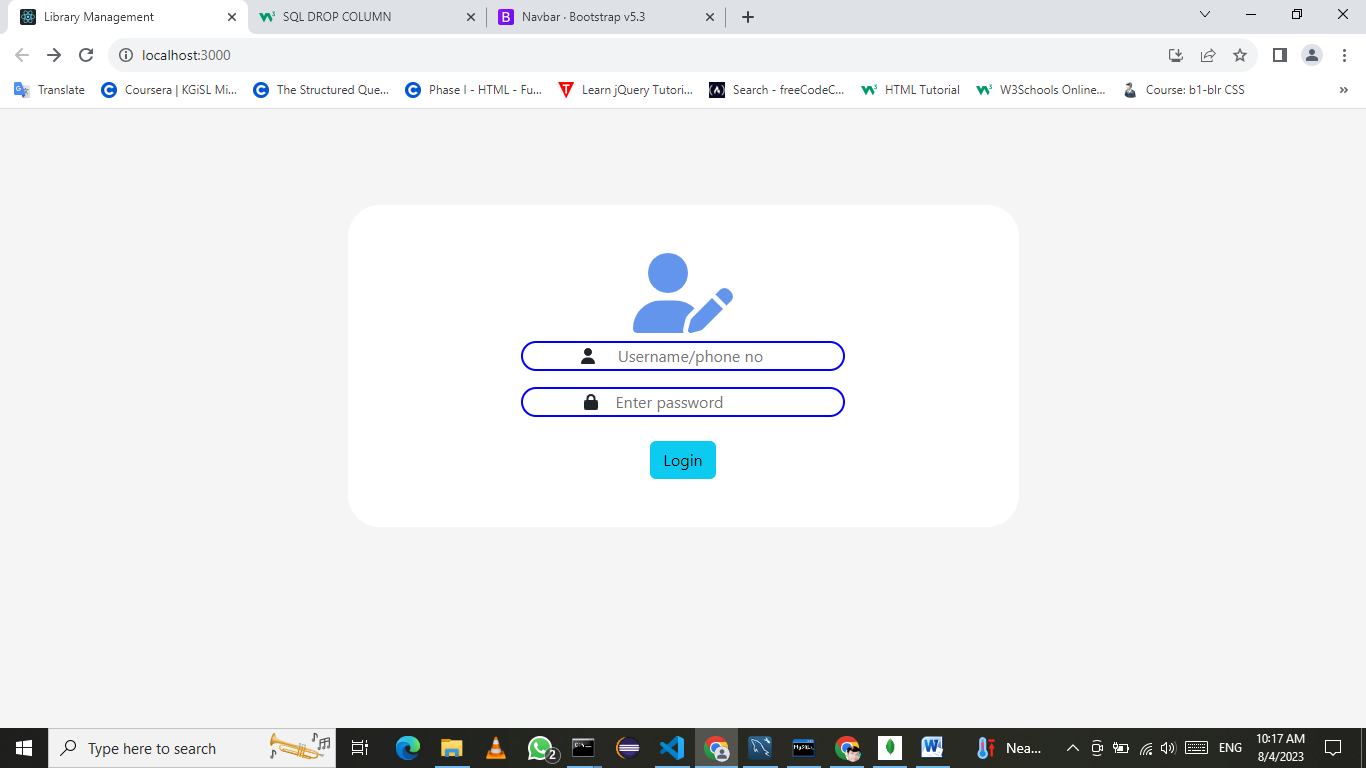 Library Management
SQL DROP COLUMN
Navbar · Bootstrap v5.3
localhost:3000
Translate
Coursera | KGiSL Mi...
The Structured Que...
Phase I - HTML - Fu...
Learn jQuery Tutori...
Search - freeCodeC...
HTML Tutorial
W3Schools Online...
Course: b1-blr CSS
Username/phone no
Enter password
Login
Type here to search
2
Nea...
ENG
10:17 AM
8/4/2023